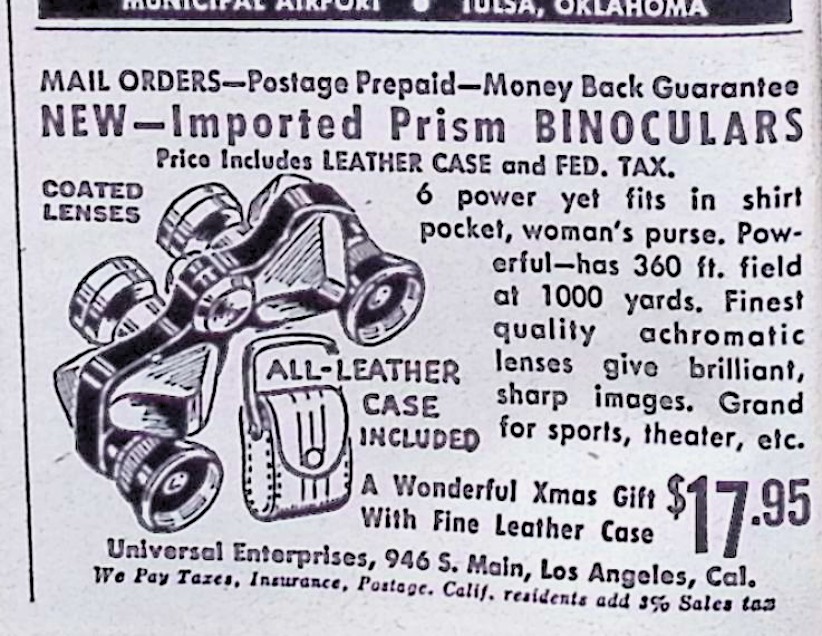 MUNICIPAL AIRPORT • TULSA, OKLAHOMA
MAIL ORDERS—Postage Prepaid—Money Back Guarantee
NEW—Imported Prism BINOCULARS
Price Includes LEATHER CASE and FED. TAX.
COATED
LENSES
6 power yet fits in shirt
pocket, woman's purse. Pow-
erful—has 360 ft. field
at 1000 yards. Finest
quality achromatic
lenses give brilliant,
sharp images. Grand
for sports, theater, etc.
ALL-LEATHER
CASE
INCLUDED
A Wonderful Xmas Gift
With Fine Leather Case
$17.95
Universal Enterprises, 946 S. Main, Los Angeles, Cal.
We Pay Taxes, Insurance, Postage. Calif. residents add 3% Sales tax